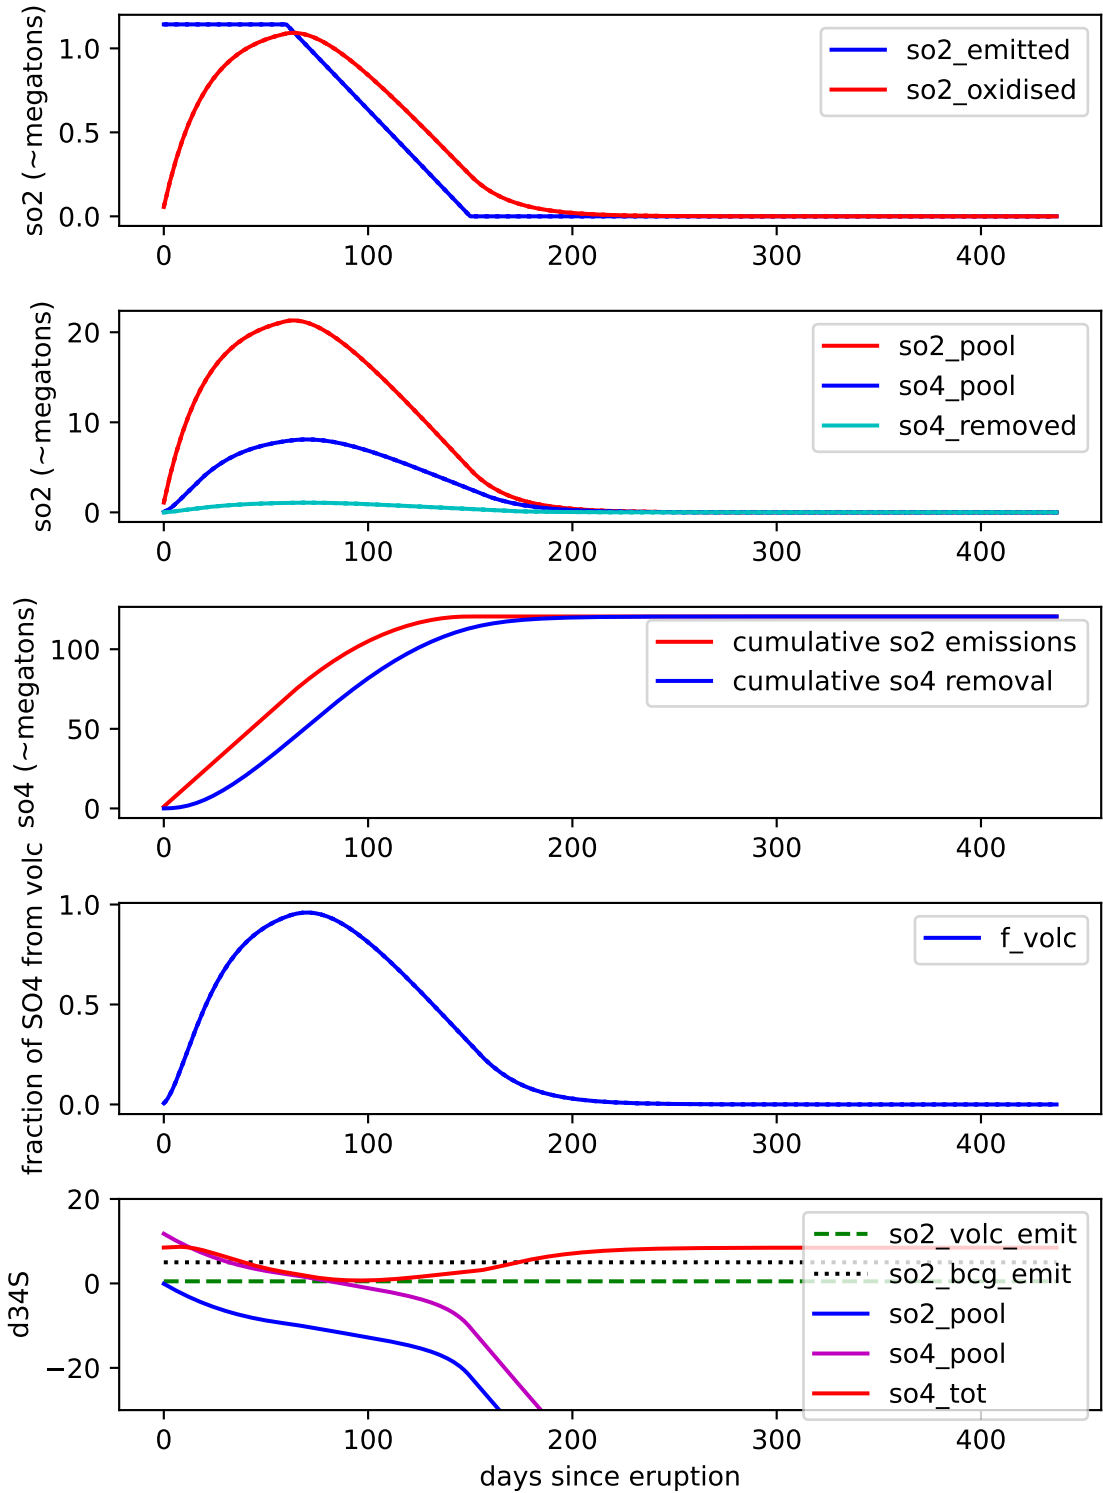 so2 (~megatons)
1.0
0.5
0.0
so2_emitted
so2_oxidised
0 100 200 300 400
so2 (~megatons)
20
10
0
so2_pool
so4_pool
so4_removed
0 100 200 300 400
so4 (~megatons)
100
50
0
cumulative so2 emissions
cumulative so4 removal
0 100 200 300 400
fraction of SO4 from volc
1.0
0.5
0.0
f_volc
0 100 200 300 400
d34S
20
0
−20
so2_volc_emit
so2_bcg_emit
so2_pool
so4_pool
so4_tot
0 100 200 300 400
days since eruption